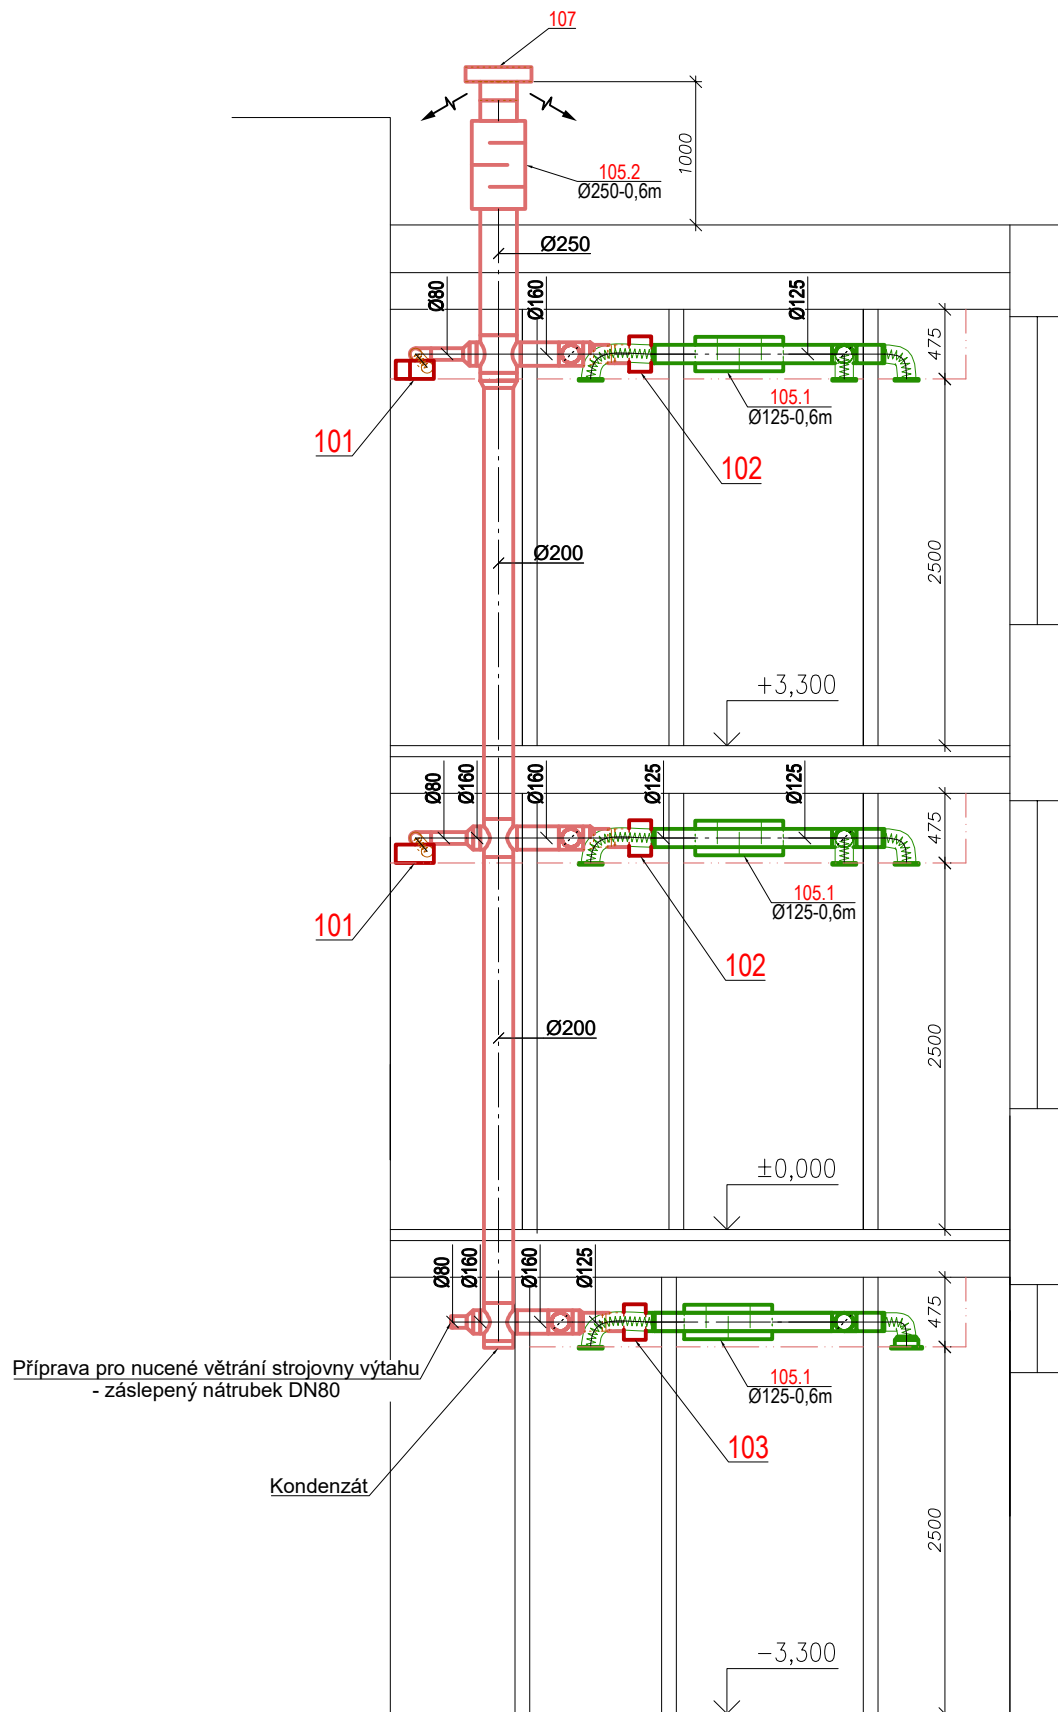 107
105.2
Ø250-0,6m
1000
Ø250
Ø80
Ø160
Ø125
475
105.1
Ø125-0,6m
101
102
Ø200
2500
+3,300
Ø80
Ø160
Ø160
Ø125
Ø125
475
105.1
Ø125-0,6m
101
102
Ø200
2500
±0,000
Ø80
Ø160
Ø160
Ø125
475
Příprava pro nucené větrání strojovny výtahu
- záslepený nátrubek DN80
105.1
Ø125-0,6m
103
Kondenzát
2500
−3,300